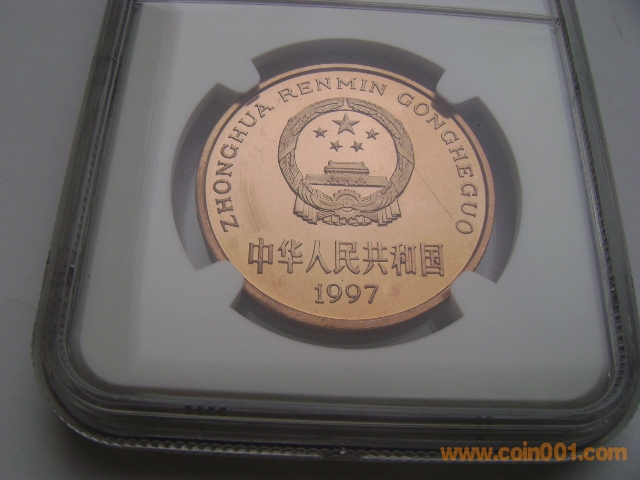 ZHONGHUA RENMIN GONGHEGUO
中华人民共和国
1997
www.coin001.com